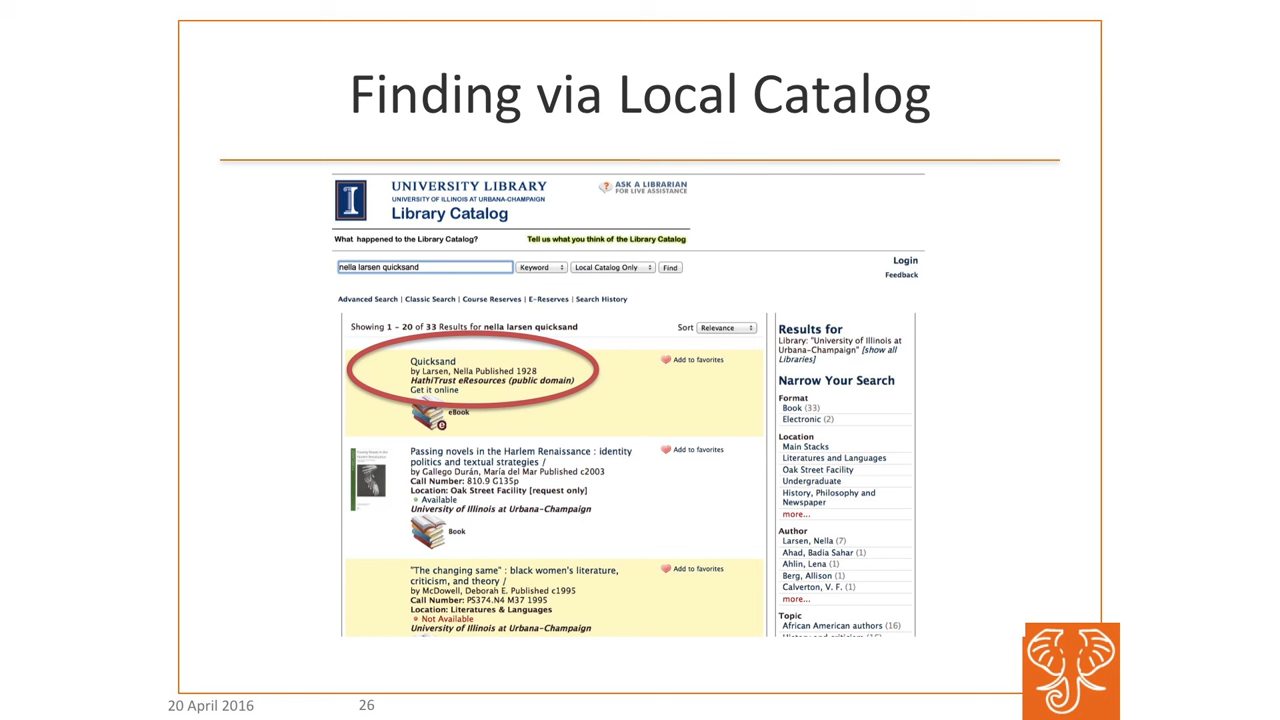 Finding via Local Catalog
I
UNIVERSITY LIBRARY
UNIVERSITY OF ILLINOIS AT URBANA-CHAMPAIGN
Library Catalog
? ASK A LIBRARIAN
FOR LIVE ASSISTANCE
What happened to the Library Catalog?
Tell us what you think of the Library Catalog
nella larsen quicksand
Keyword
Local Catalog Only
Find
Login
Feedback
Advanced Search | Classic Search | Course Reserves | E-Reserves | Search History
Showing 1 - 20 of 33 Results for nella larsen quicksand
Sort Relevance
Quicksand
by Larsen, Nella Published 1928
HathiTrust eResources (public domain)
Get it online
e
eBook
Add to favorites
Passing novels in the Harlem Renaissance : identity
politics and textual strategies /
by Gallego Durán, María del Mar Published c2003
Call Number: 810.9 G135p
Location: Oak Street Facility [request only]
Available
University of Illinois at Urbana-Champaign
Book
Add to favorites
"The changing same" : black women's literature,
criticism, and theory /
by McDowell, Deborah E. Published c1995
Call Number: PS374.N4 M37 1995
Location: Literatures & Languages
Not Available
University of Illinois at Urbana-Champaign
Add to favorites
Results for
Library: "University of Illinois at
Urbana-Champaign" [show all
Libraries]
Narrow Your Search
Format
Book (33)
Electronic (2)
Location
Main Stacks
Literatures and Languages
Oak Street Facility
Undergraduate
History, Philosophy and
Newspaper
more...
Author
Larsen, Nella (7)
Ahad, Badia Sahar (1)
Ahlin, Lena (1)
Berg, Allison (1)
Calverton, V. F. (1)
more...
Topic
African American authors (16)
20 April 2016
26